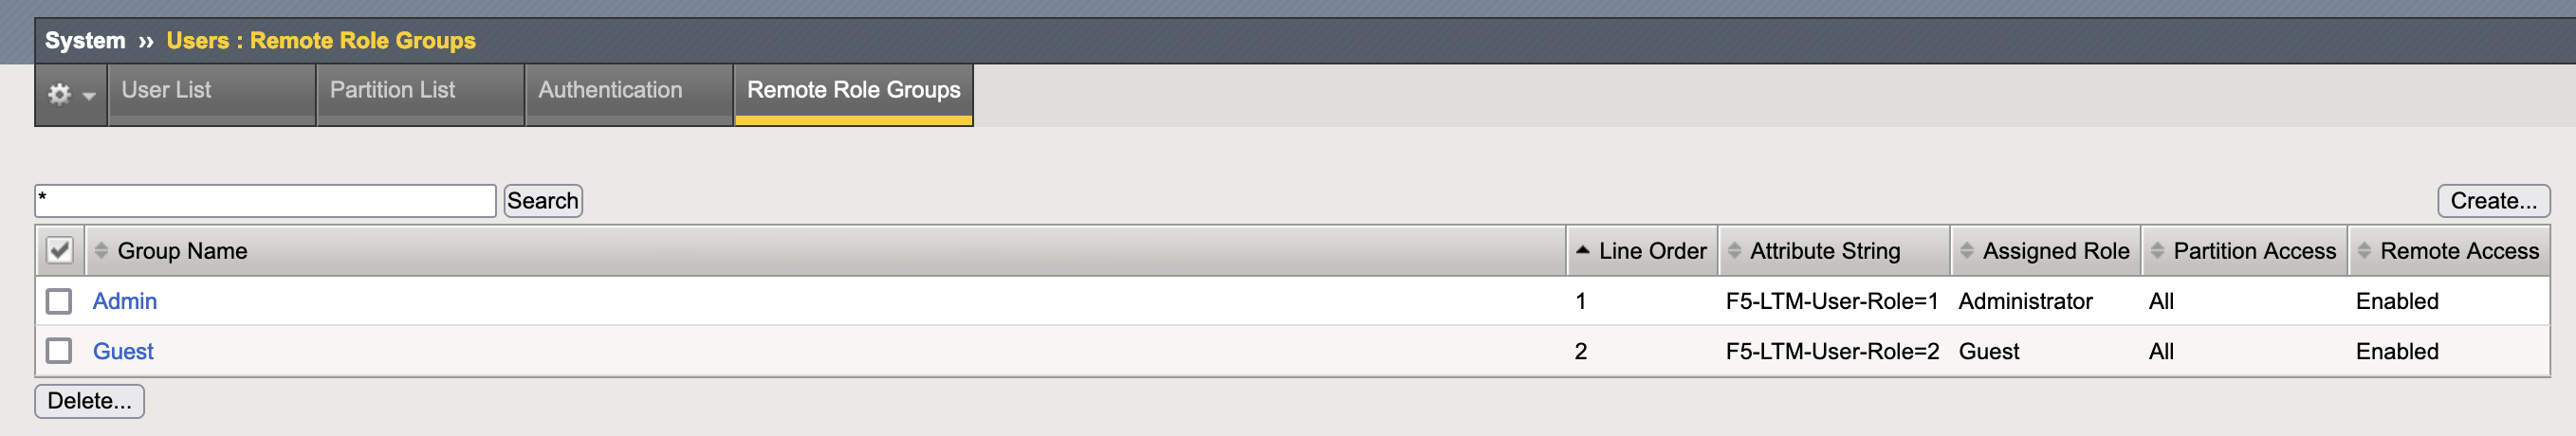 System ›› Users : Remote Role Groups
User List Partition List Authentication Remote Role Groups
* Search Create...
Group Name Line Order Attribute String Assigned Role Partition Access Remote Access
Admin 1 F5-LTM-User-Role=1 Administrator All Enabled
Guest 2 F5-LTM-User-Role=2 Guest All Enabled
Delete...